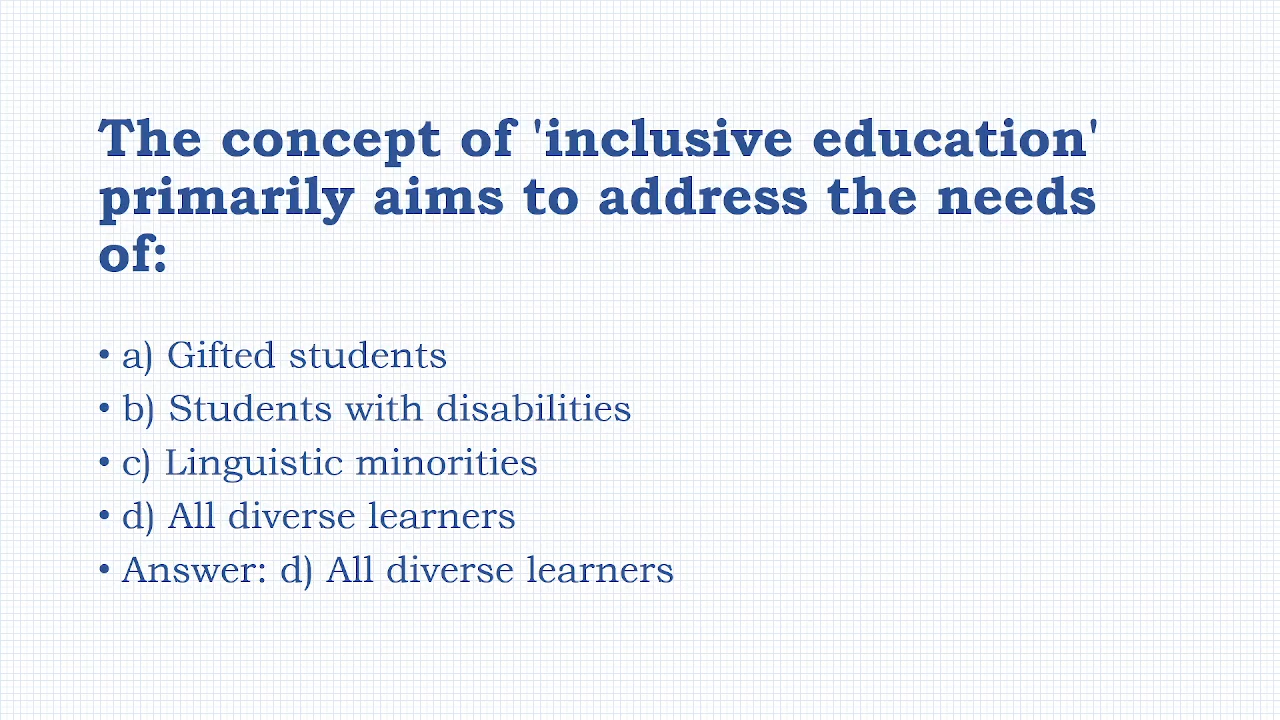 The concept of 'inclusive education'
primarily aims to address the needs
of:
• a) Gifted students
• b) Students with disabilities
• c) Linguistic minorities
• d) All diverse learners
• Answer: d) All diverse learners